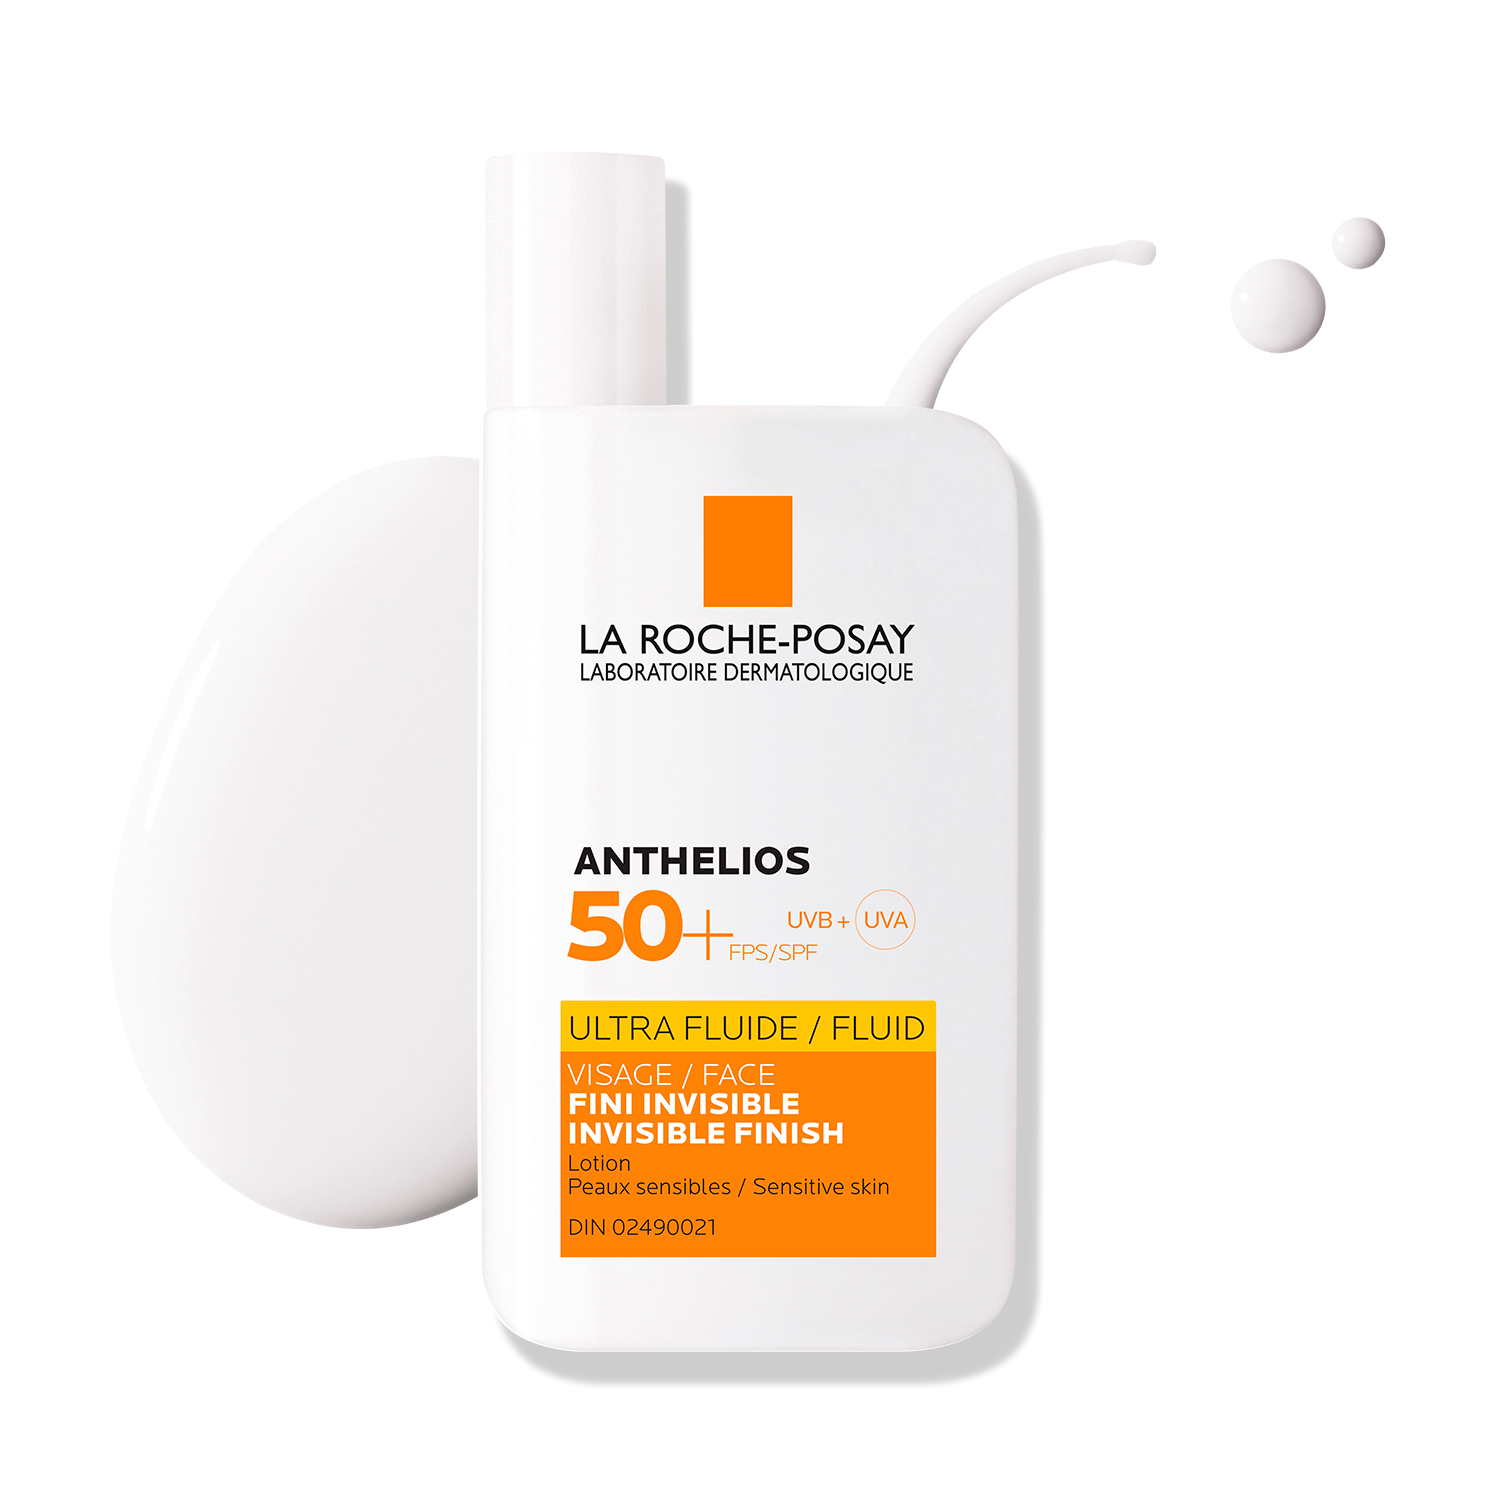 LA ROCHE-POSAY
LABORATOIRE DERMATOLOGIQUE
ANTHELIOS
50+ FPS/SPF UVB + UVA
ULTRA FLUIDE / FLUID
VISAGE / FACE
FINI INVISIBLE
INVISIBLE FINISH
Lotion
Peaux sensibles / Sensitive skin
DIN 02490021